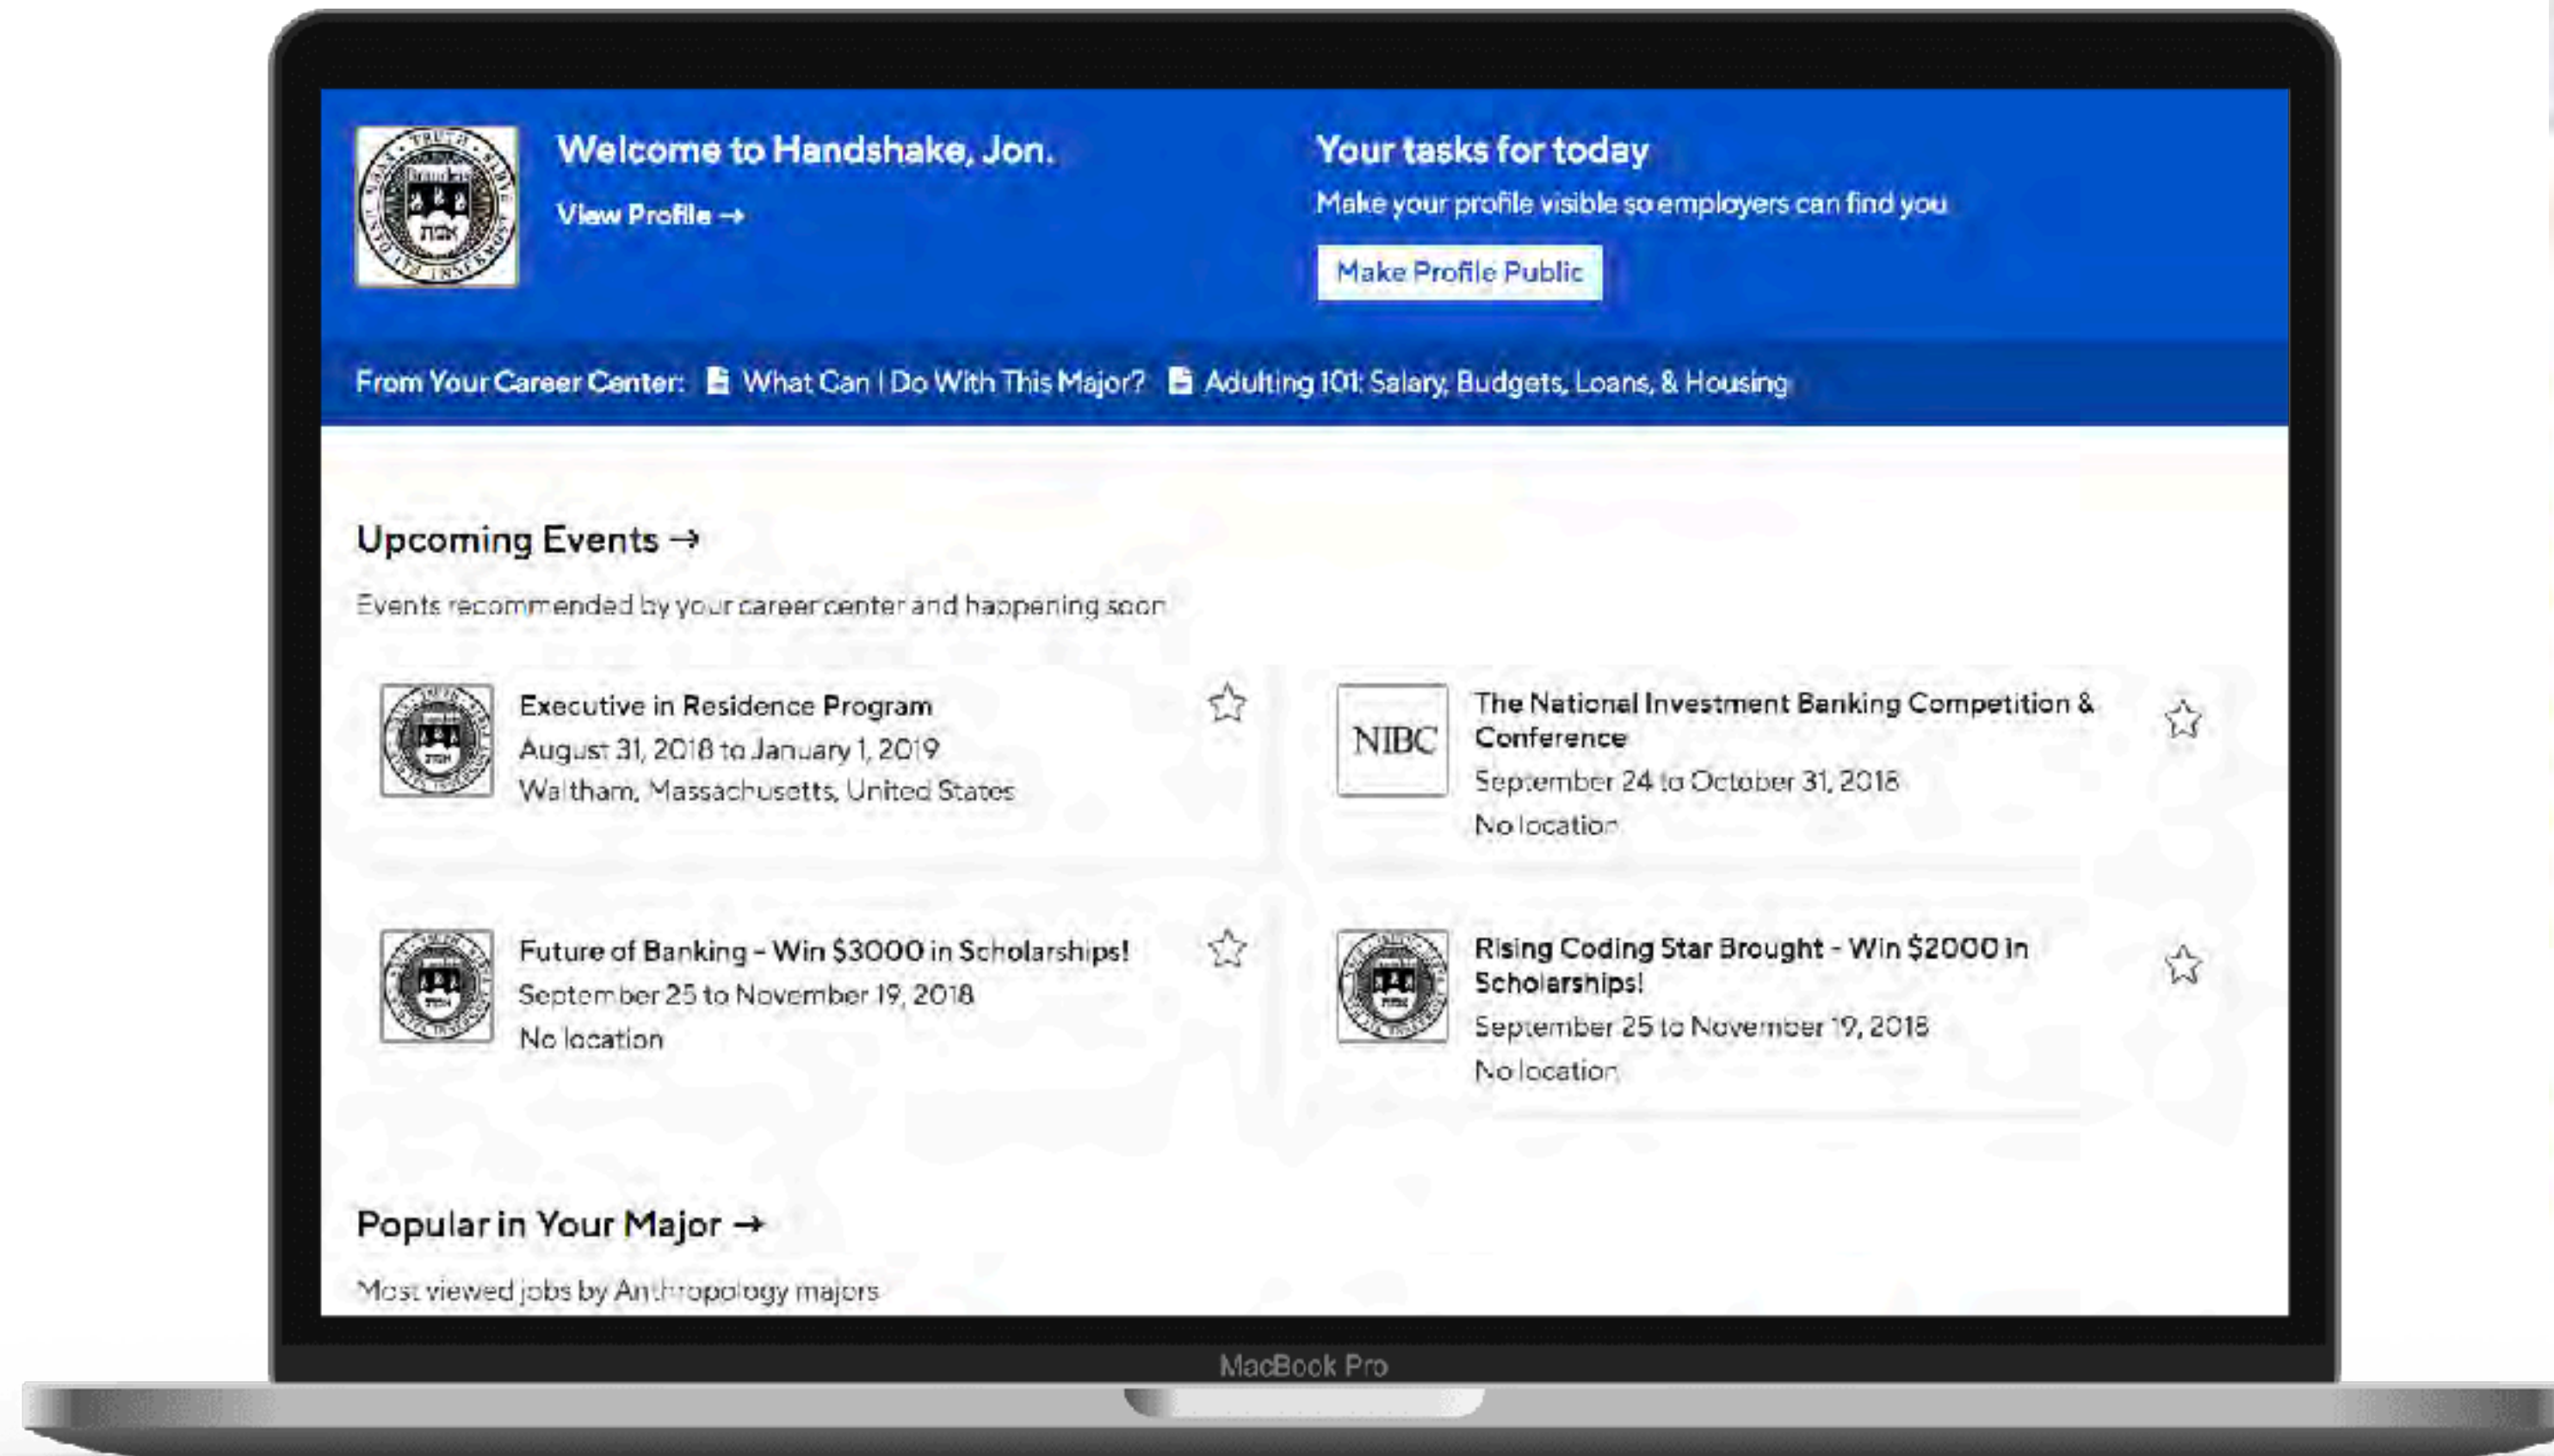 Welcome to Handshake, Jon.
View Profile →
Your tasks for today
Make your profile visible so employers can find you
Make Profile Public
From Your Career Center: What Can I Do With This Major? Adulting 101: Salary, Budgets, Loans, & Housing
Upcoming Events →
Events recommended by your career center and happening soon
Executive in Residence Program
August 31, 2018 to January 1, 2019
Waltham, Massachusetts, United States
NIBC
The National Investment Banking Competition &
Conference
September 24 to October 31, 2018
No location
Future of Banking - Win $3000 in Scholarships!
September 25 to November 19, 2018
No location
Rising Coding Star Brought - Win $2000 in
Scholarships!
September 25 to November 19, 2018
No location
Popular in Your Major →
Most viewed jobs by Anthropology majors
MacBook Pro